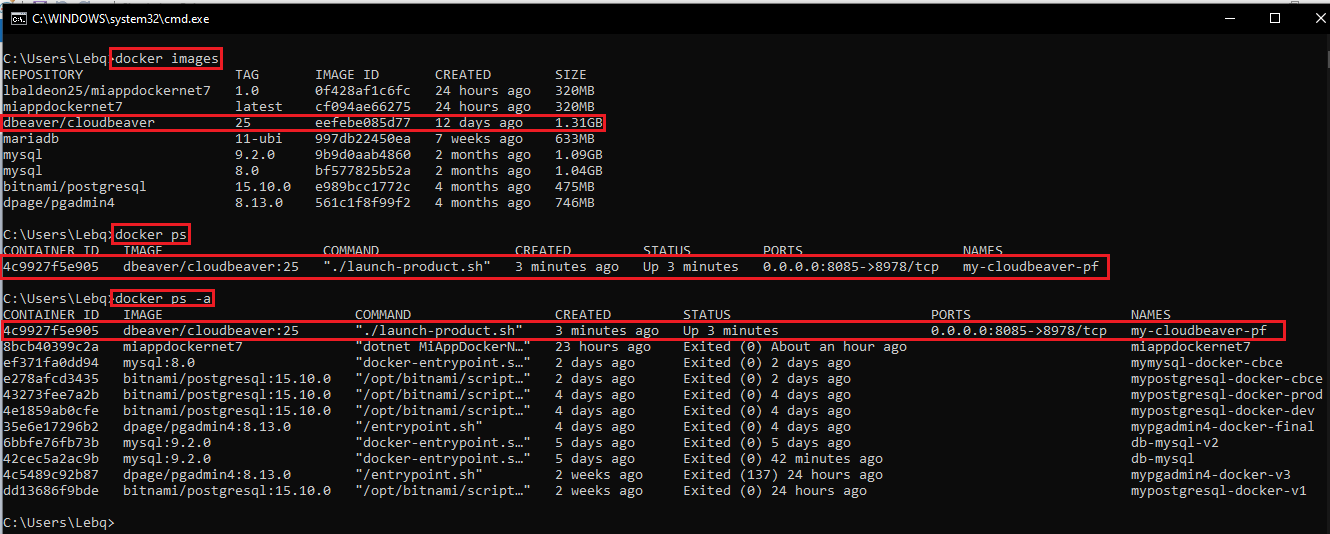 C:\WINDOWS\system32\cmd.exe
C:\Users\Lebq>docker images
REPOSITORY TAG IMAGE ID CREATED SIZE
lbaldeon25/miappdockernet7 1.0 0f428af1c6fc 24 hours ago 320MB
miappdockernet7 latest cf094ae66275 24 hours ago 320MB
dbeaver/cloudbeaver 25 eefebe085d77 12 days ago 1.31GB
mariadb 11-ubi 997db22450ea 7 weeks ago 633MB
mysql 9.2.0 9b9d0aab4860 2 months ago 1.09GB
mysql 8.0 bf577825b52a 2 months ago 1.04GB
bitnami/postgresql 15.10.0 e989bcc1772c 4 months ago 475MB
dpage/pgadmin4 8.13.0 561c1f8f99f2 4 months ago 746MB
C:\Users\Lebq>docker ps
CONTAINER ID IMAGE COMMAND CREATED STATUS PORTS NAMES
4c9927f5e905 dbeaver/cloudbeaver:25 "./launch-product.sh" 3 minutes ago Up 3 minutes 0.0.0.0:8085->8978/tcp my-cloudbeaver-pf
C:\Users\Lebq>docker ps -a
CONTAINER ID IMAGE COMMAND CREATED STATUS PORTS NAMES
4c9927f5e905 dbeaver/cloudbeaver:25 "./launch-product.sh" 3 minutes ago Up 3 minutes 0.0.0.0:8085->8978/tcp my-cloudbeaver-pf
8bcb40399c2a miappdockernet7 "dotnet MiAppDockerN…" 23 hours ago Exited (0) About an hour ago miappdockernet7
ef371fa0dd94 mysql:8.0 "docker-entrypoint.s…" 2 days ago Exited (0) 2 days ago mymysql-docker-cbce
e278afcd3435 bitnami/postgresql:15.10.0 "/opt/bitnami/script…" 2 days ago Exited (0) 2 days ago mypostgresql-docker-cbce
43273fee7a2b bitnami/postgresql:15.10.0 "/opt/bitnami/script…" 4 days ago Exited (0) 4 days ago mypostgresql-docker-prod
4e1859ab0cfe bitnami/postgresql:15.10.0 "/opt/bitnami/script…" 4 days ago Exited (0) 4 days ago mypostgresql-docker-dev
35e6e17296b2 dpage/pgadmin4:8.13.0 "/entrypoint.sh" 4 days ago Exited (0) 4 days ago mypgadmin4-docker-final
6bbfe76fb73b mysql:9.2.0 "docker-entrypoint.s…" 5 days ago Exited (0) 5 days ago db-mysql-v2
42cec5a2ac9b mysql:9.2.0 "docker-entrypoint.s…" 5 days ago Exited (0) 42 minutes ago db-mysql
4c5489c92b87 dpage/pgadmin4:8.13.0 "/entrypoint.sh" 2 weeks ago Exited (137) 24 hours ago mypgadmin4-docker-v3
dd13686f9bde bitnami/postgresql:15.10.0 "/opt/bitnami/script…" 2 weeks ago Exited (0) 24 hours ago mypostgresql-docker-v1
C:\Users\Lebq>